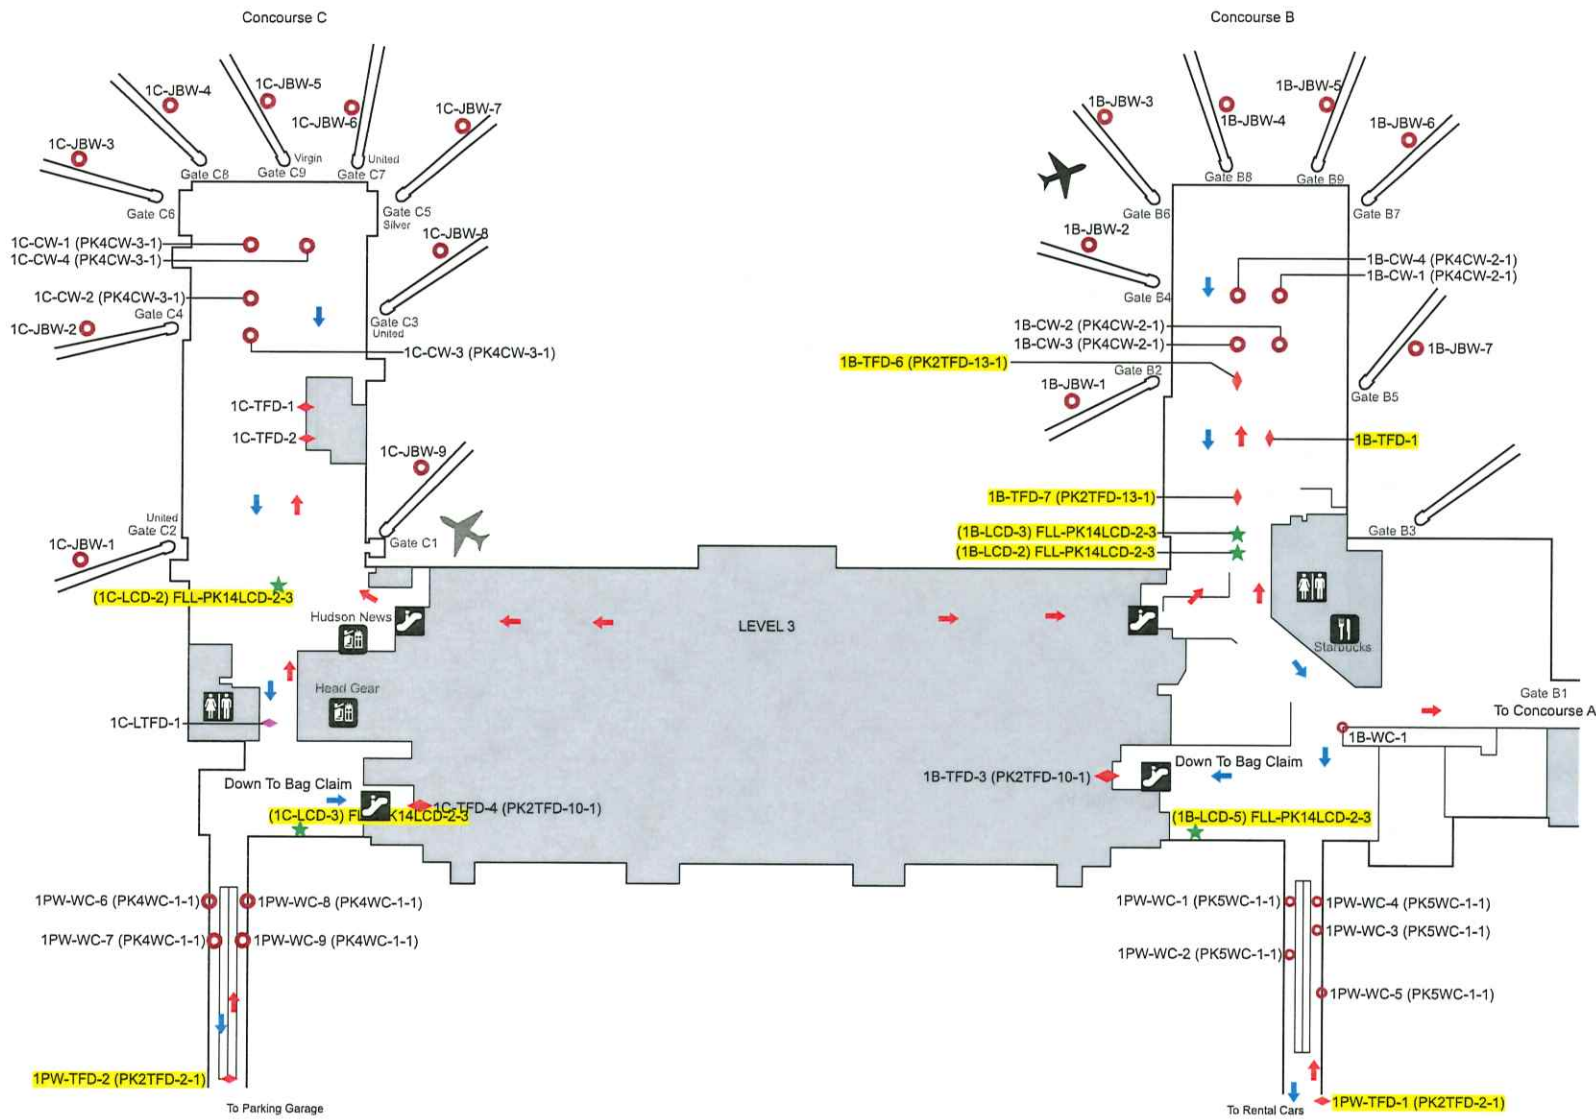 Concourse C
Concourse B
1C-JBW-4
1C-JBW-5
1C-JBW-6
1C-JBW-7
1C-JBW-3
Virgin
United
Gate C8
Gate C9
Gate C7
Gate C6
Gate C5
Silver
1C-JBW-8
1C-CW-1 (PK4CW-3-1)
1C-CW-4 (PK4CW-3-1)
1C-CW-2 (PK4CW-3-1)
Gate C4
1C-JBW-2
Gate C3
United
1C-CW-3 (PK4CW-3-1)
1C-TFD-1
1C-TFD-2
1C-JBW-9
United
Gate C2
Gate C1
1C-JBW-1
(1C-LCD-2) FLL-PK14LCD-2-3
Hudson News
Head Gear
1C-LTFD-1
Down To Bag Claim
1C-TFD-4 (PK2TFD-10-1)
(1C-LCD-3) FLL-PK14LCD-2-3
1PW-WC-6 (PK4WC-1-1)
1PW-WC-8 (PK4WC-1-1)
1PW-WC-7 (PK4WC-1-1)
1PW-WC-9 (PK4WC-1-1)
1PW-TFD-2 (PK2TFD-2-1)
To Parking Garage
LEVEL 3
1B-JBW-3
1B-JBW-4
1B-JBW-5
1B-JBW-6
Gate B8
Gate B9
Gate B6
Gate B7
1B-JBW-2
Gate B4
1B-CW-4 (PK4CW-2-1)
1B-CW-1 (PK4CW-2-1)
1B-CW-2 (PK4CW-2-1)
1B-CW-3 (PK4CW-2-1)
1B-JBW-7
1B-TFD-6 (PK2TFD-13-1)
Gate B2
1B-JBW-1
Gate B5
1B-TFD-1
1B-TFD-7 (PK2TFD-13-1)
(1B-LCD-3) FLL-PK14LCD-2-3
(1B-LCD-2) FLL-PK14LCD-2-3
Gate B3
Starbucks
Gate B1
To Concourse A
1B-WC-1
Down To Bag Claim
1B-TFD-3 (PK2TFD-10-1)
(1B-LCD-5) FLL-PK14LCD-2-3
1PW-WC-1 (PK5WC-1-1)
1PW-WC-4 (PK5WC-1-1)
1PW-WC-3 (PK5WC-1-1)
1PW-WC-2 (PK5WC-1-1)
1PW-WC-5 (PK5WC-1-1)
1PW-TFD-1 (PK2TFD-2-1)
To Rental Cars